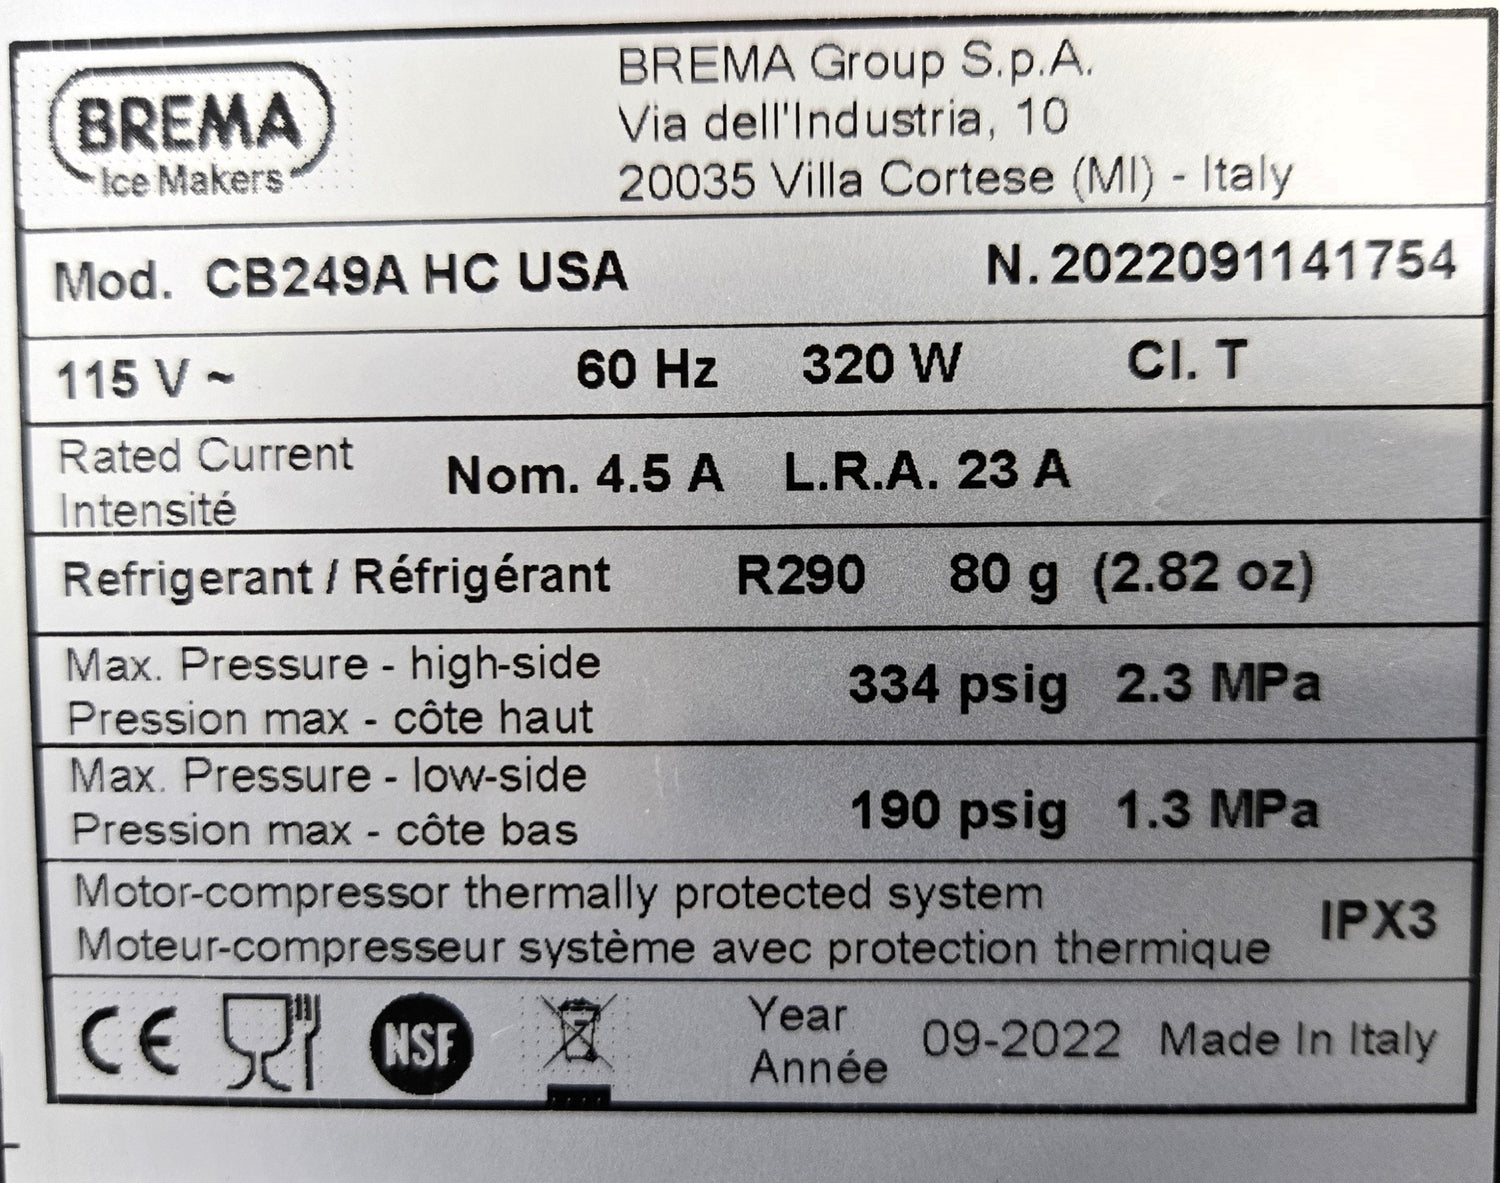 BREMA
Ice Makers
BREMA Group S.p.A.
Via dell'Industria, 10
20035 Villa Cortese (MI) - Italy
Mod. CB249A HC USA N. 2022091141754
115 V ~ 60 Hz 320 W Cl. T
Rated Current
Intensité
Nom. 4.5 A L.R.A. 23 A
Refrigerant / Réfrigérant R290 80 g (2.82 oz)
Max. Pressure - high-side
Pression max - côte haut
334 psig 2.3 MPa
Max. Pressure - low-side
Pression max - côte bas
190 psig 1.3 MPa
Motor-compressor thermally protected system
Moteur-compresseur système avec protection thermique
IPX3
CE
NSF
Year
Année
09-2022 Made In Italy